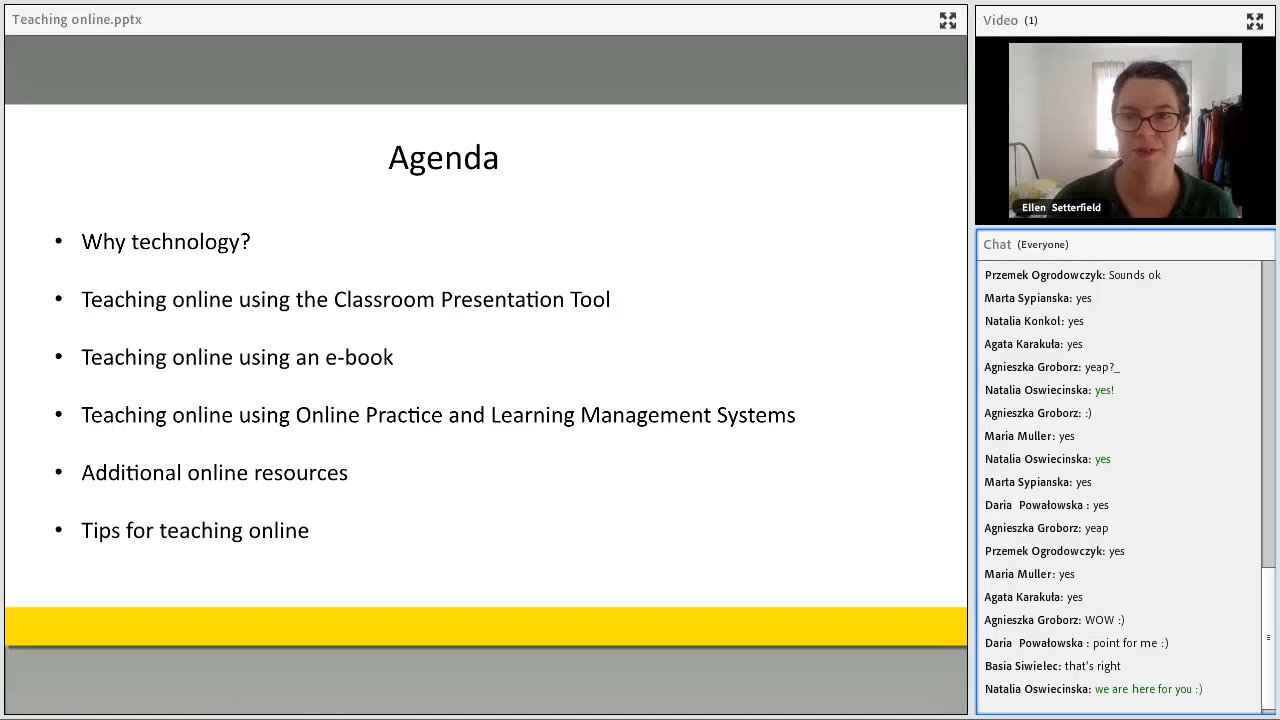 Teaching online.pptx
Agenda
• Why technology?
• Teaching online using the Classroom Presentation Tool
• Teaching online using an e-book
• Teaching online using Online Practice and Learning Management Systems
• Additional online resources
• Tips for teaching online
Video (1)
Ellen Setterfield
Chat (Everyone)
Przemek Ogrodowczyk: Sounds ok
Marta Sypianska: yes
Natalia Konkol: yes
Agata Karakuła: yes
Agnieszka Groborz: yeap?_
Natalia Oswiecinska: yes!
Agnieszka Groborz: :)
Maria Muller: yes
Natalia Oswiecinska: yes
Marta Sypianska: yes
Daria Powałowska : yes
Agnieszka Groborz: yeap
Przemek Ogrodowczyk: yes
Maria Muller: yes
Agata Karakuła: yes
Agnieszka Groborz: WOW :)
Daria Powałowska : point for me :)
Basia Siwielec: that's right
Natalia Oswiecinska: we are here for you :)